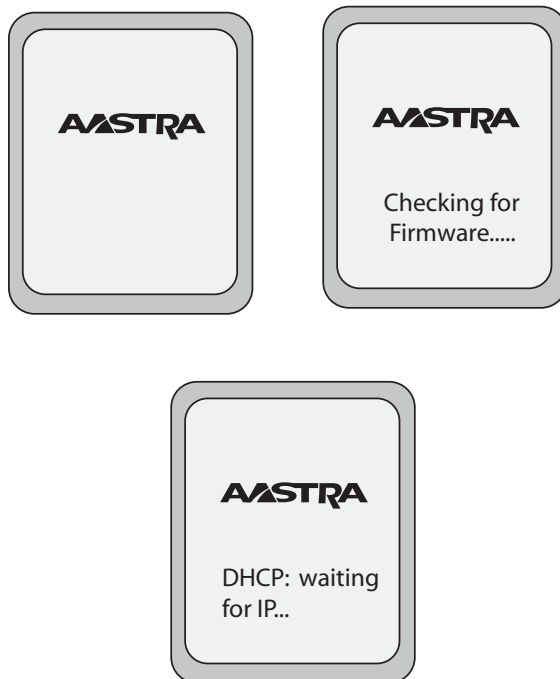 AASTRA
AASTRA
Checking for
Firmware.....
AASTRA
DHCP: waiting
for IP...